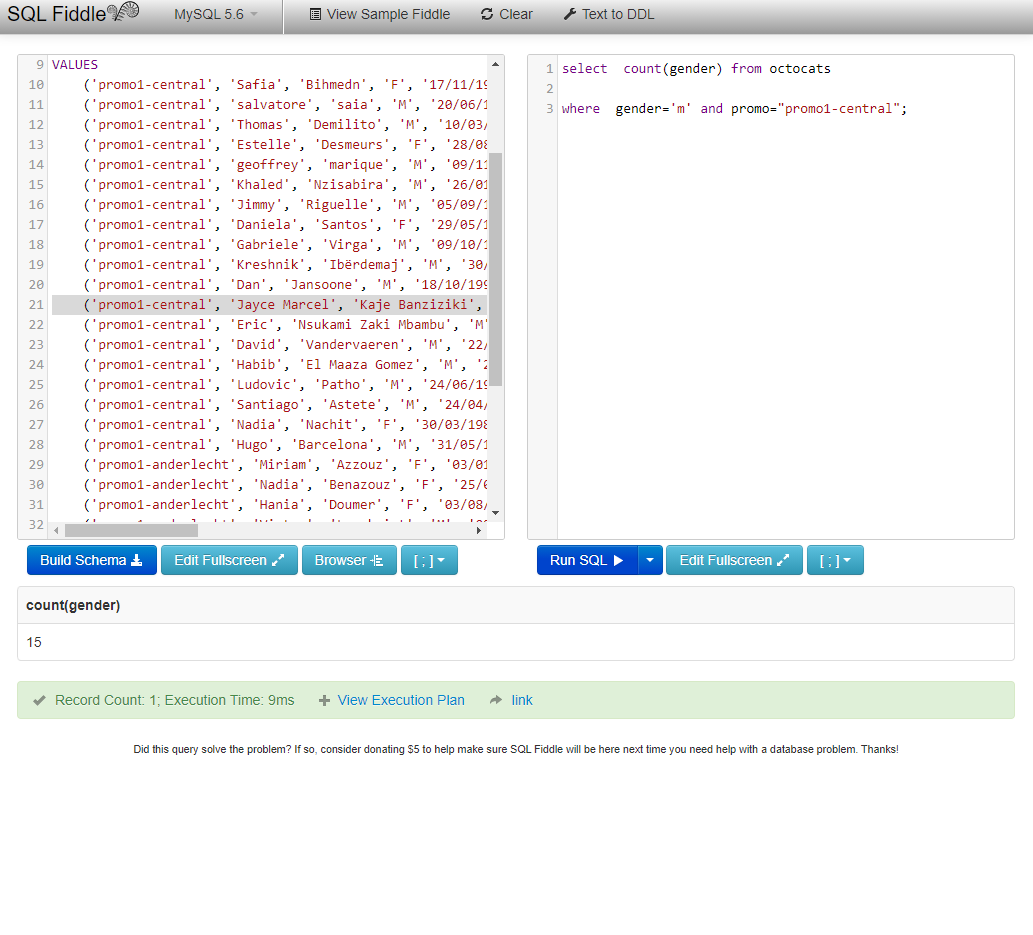 SQL Fiddle MySQL 5.6 View Sample Fiddle Clear Text to DDL
9 VALUES
10 ('promo1-central', 'Safia', 'Bihmedn', 'F', '17/11/19
11 ('promo1-central', 'salvatore', 'saia', 'M', '20/06/1
12 ('promo1-central', 'Thomas', 'Demilito', 'M', '10/03/
13 ('promo1-central', 'Estelle', 'Desmeurs', 'F', '28/08
14 ('promo1-central', 'geoffrey', 'marique', 'M', '09/11
15 ('promo1-central', 'Khaled', 'Nzisabira', 'M', '26/01
16 ('promo1-central', 'Jimmy', 'Riguelle', 'M', '05/09/1
17 ('promo1-central', 'Daniela', 'Santos', 'F', '29/05/1
18 ('promo1-central', 'Gabriele', 'Virga', 'M', '09/10/1
19 ('promo1-central', 'Kreshnik', 'Ibërdemaj', 'M', '30/
20 ('promo1-central', 'Dan', 'Jansoone', 'M', '18/10/199
21 ('promo1-central', 'Jayce Marcel', 'Kaje Banziziki',
22 ('promo1-central', 'Eric', 'Nsukami Zaki Mbambu', 'M'
23 ('promo1-central', 'David', 'Vandervaeren', 'M', '22/
24 ('promo1-central', 'Habib', 'El Maaza Gomez', 'M', '2
25 ('promo1-central', 'Ludovic', 'Patho', 'M', '24/06/19
26 ('promo1-central', 'Santiago', 'Astete', 'M', '24/04/
27 ('promo1-central', 'Nadia', 'Nachit', 'F', '30/03/198
28 ('promo1-central', 'Hugo', 'Barcelona', 'M', '31/05/1
29 ('promo1-anderlecht', 'Miriam', 'Azzouz', 'F', '03/01
30 ('promo1-anderlecht', 'Nadia', 'Benazouz', 'F', '25/0
31 ('promo1-anderlecht', 'Hania', 'Doumer', 'F', '03/08/
32
1 select  count(gender) from octocats
2
3 where  gender='m' and promo="promo1-central";
Build Schema Edit Fullscreen Browser [ ; ]
Run SQL Edit Fullscreen [ ; ]
count(gender)
15
Record Count: 1; Execution Time: 9ms View Execution Plan link
Did this query solve the problem? If so, consider donating $5 to help make sure SQL Fiddle will be here next time you need help with a database problem. Thanks!